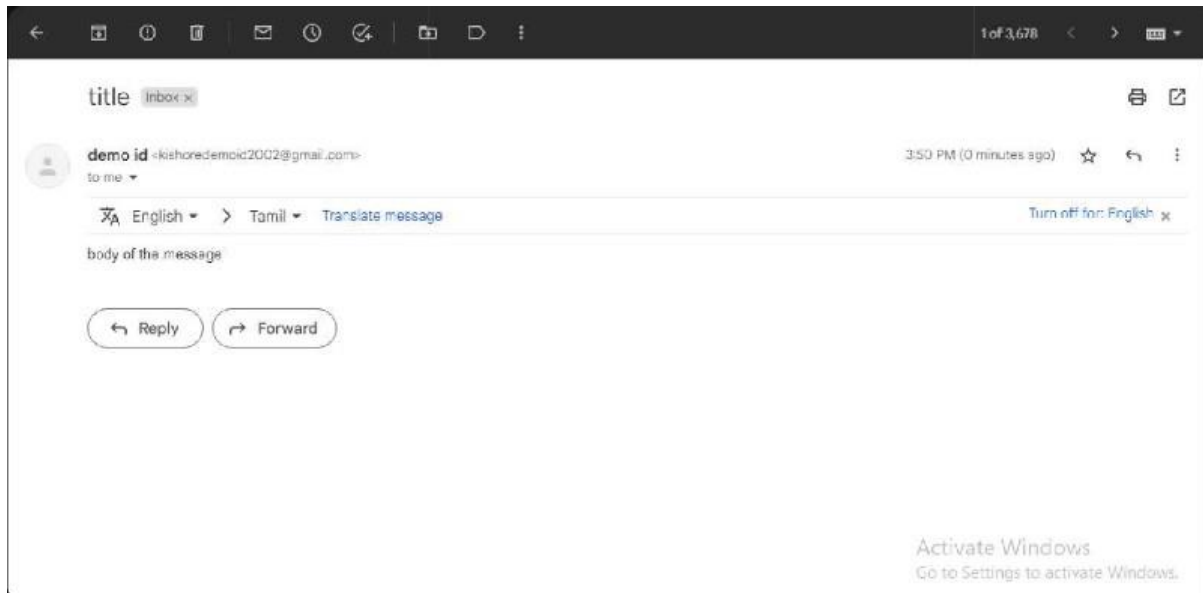 1 of 3,678
title Inbox ×
demo id <kishoredemoid2002@gmail.com>
3:50 PM (0 minutes ago)
to me
English > Tamil Translate message
Turn off for: English ×
body of the message
Reply Forward
Activate Windows
Go to Settings to activate Windows.